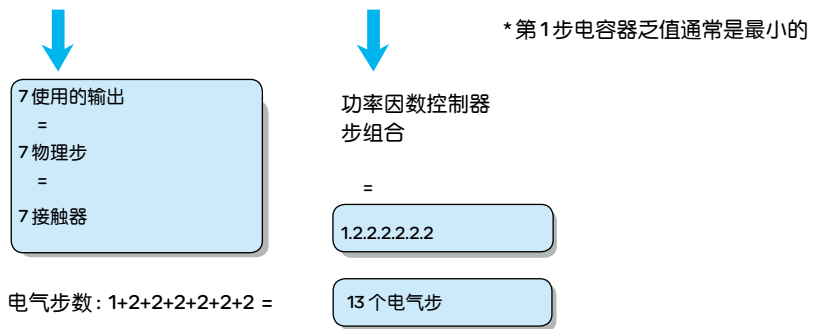 *第1步电容器乏值通常是最小的
7使用的输出
=
7物理步
=
7接触器
功率因数控制器
步组合
=
1.2.2.2.2.2.2
电气步数: 1+2+2+2+2+2+2 =
13个电气步